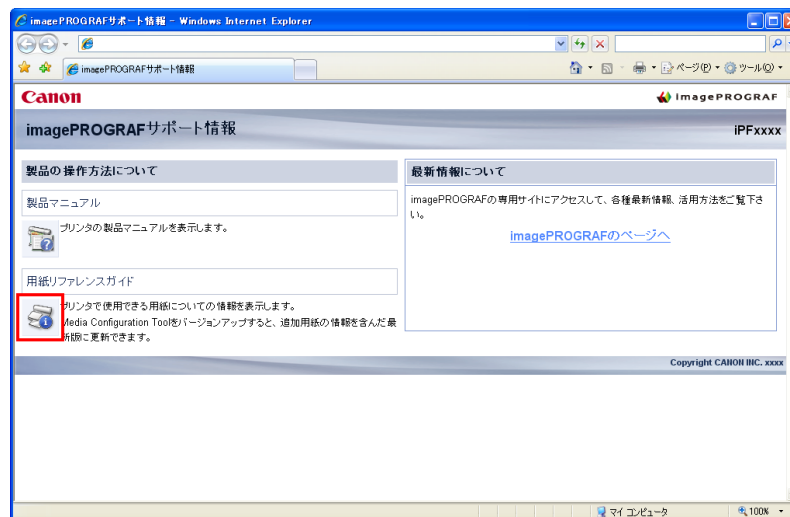 imagePROGRAFサポート情報 - Windows Internet Explorer
imagePROGRAFサポート情報
ページ(P)
ツール(O)
Canon
imagePROGRAF
imagePROGRAFサポート情報
iPFxxxx
製品の操作方法について
製品マニュアル
プリンタの製品マニュアルを表示します。
用紙リファレンスガイド
プリンタで使用できる用紙についての情報を表示します。
Media Configuration Toolをバージョンアップすると、追加用紙の情報を含んだ最
新版に更新できます。
最新情報について
imagePROGRAFの専用サイトにアクセスして、各種最新情報、活用方法をご覧下さ
い。
imagePROGRAFのページへ
Copyright CANON INC. xxxx
マイ コンピュータ
100%